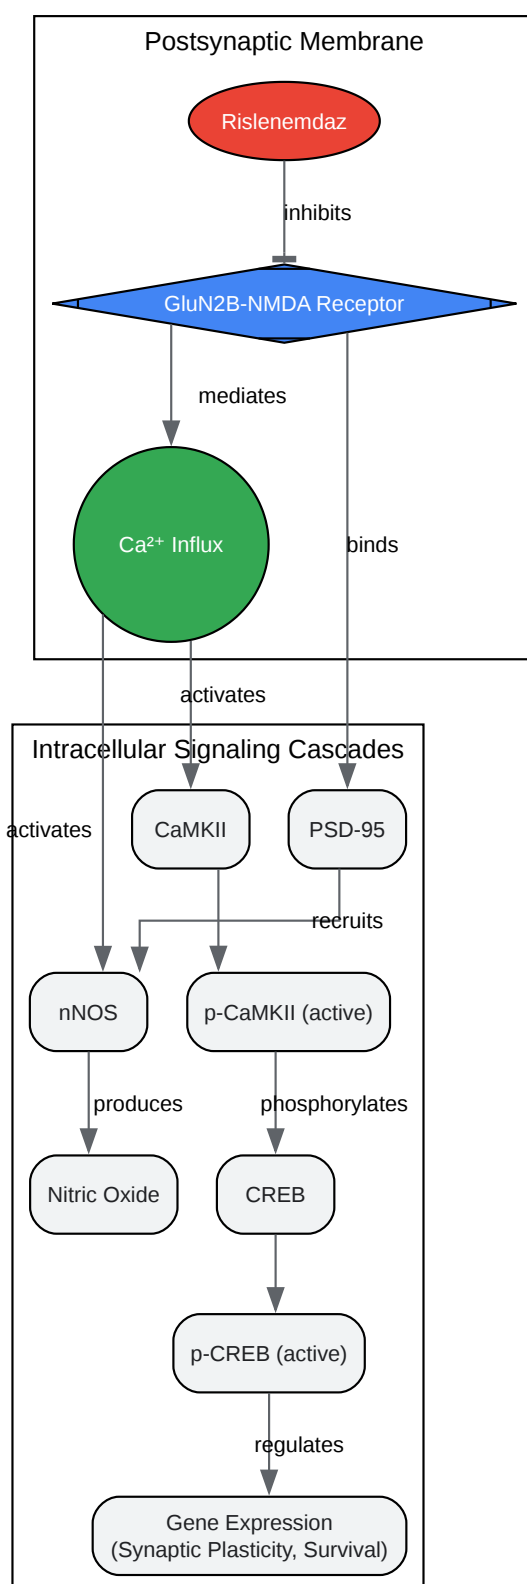 Postsynaptic Membrane
Rislenemdaz
inhibits
GluN2B-NMDA Receptor
mediates
Ca²⁺ Influx
binds
activates
Intracellular Signaling Cascades
activates
CaMKII
PSD-95
recruits
nNOS
p-CaMKII (active)
produces
phosphorylates
Nitric Oxide
CREB
p-CREB (active)
regulates
Gene Expression
(Synaptic Plasticity, Survival)